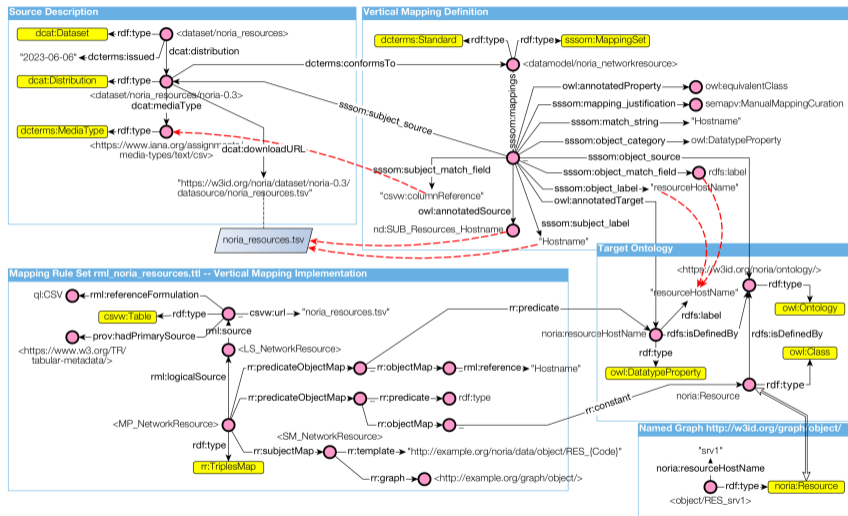 Source Description
dcat:Dataset
rdf:type
<dataset/noria_resources>
dcat:distribution
"2023-06-06"
dcterms:issued
dcat:Distribution
rdf:type
<dataset/noria_resources/noria-0.3>
dcat:mediaType
dcterms:MediaType
rdf:type
<https://www.iana.org/assignments/
media-types/text/csv>
dcat:downloadURL
"https://w3id.org/noria/dataset/noria-0.3/
datasource/noria_resources.tsv"
noria_resources.tsv
Vertical Mapping Definition
dcterms:Standard
rdf:type
rdf:type
sssom:MappingSet
dcterms:conformsTo
<datamodel/noria_networkresource>
sssom:mappings
owl:annotatedProperty
owl:equivalentClass
sssom:mapping_justification
semapv:ManualMappingCuration
sssom:match_string
"Hostname"
sssom:object_category
owl:DatatypeProperty
sssom:subject_source
sssom:object_source
sssom:subject_match_field
sssom:object_match_field
rdfs:label
"csvw:columnReference"
sssom:object_label
"resourceHostName"
owl:annotatedSource
owl:annotatedTarget
nd:SUB_Resources_Hostname
sssom:subject_label
"Hostname"
Target Ontology
<https://w3id.org/noria/ontology/>
"resourceHostName"
rdf:type
owl:Ontology
rdfs:label
noria:resourceHostName
rdfs:isDefinedBy
rdfs:isDefinedBy
rdf:type
owl:DatatypeProperty
owl:Class
rdf:type
noria:Resource
Mapping Rule Set rml_noria_resources.ttl -- Vertical Mapping Implementation
ql:CSV
rml:referenceFormulation
csvw:Table
rdf:type
csvw:url
"noria_resources.tsv"
prov:hadPrimarySource
rml:source
<https://www.w3.org/TR/
tabular-metadata/>
<LS_NetworkResource>
rr:predicate
rml:logicalSource
rr:predicateObjectMap
rr:objectMap
rml:reference
"Hostname"
rr:predicateObjectMap
rr:predicate
rdf:type
rr:objectMap
rr:constant
<MP_NetworkResource>
<SM_NetworkResource>
rdf:type
rr:TriplesMap
rr:subjectMap
rr:template
"http://example.org/noria/data/object/RES_{Code}"
rr:graph
<http://example.org/graph/object/>
Named Graph http://w3id.org/graph/object/
"srv1"
noria:resourceHostName
rdf:type
noria:Resource
<object/RES_srv1>